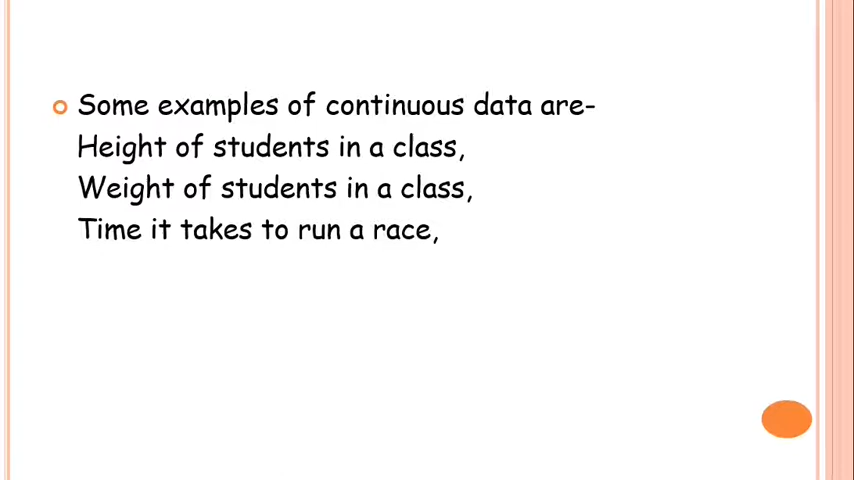 Some examples of continuous data are-
Height of students in a class,
Weight of students in a class,
Time it takes to run a race,